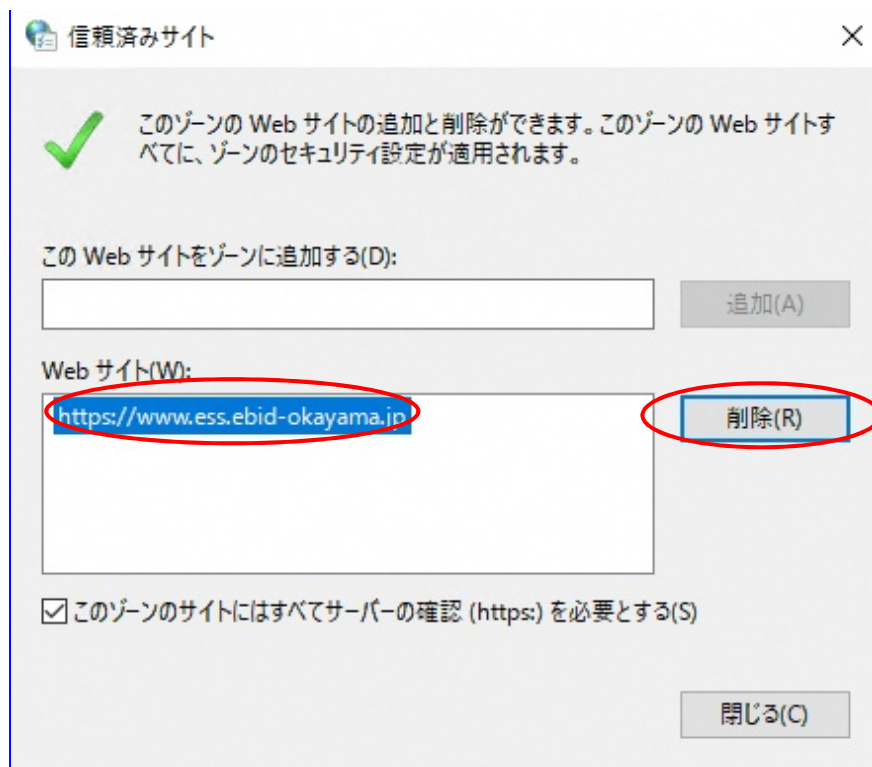 信頼済みサイト
このゾーンの Web サイトの追加と削除ができます。このゾーンの Web サイトす
べてに、ゾーンのセキュリティ設定が適用されます。
この Web サイトをゾーンに追加する(D):
追加(A)
Web サイト(W):
https://www.ess.ebid-okayama.jp
削除(R)
このゾーンのサイトにはすべてサーバーの確認 (https:) を必要とする(S)
閉じる(C)